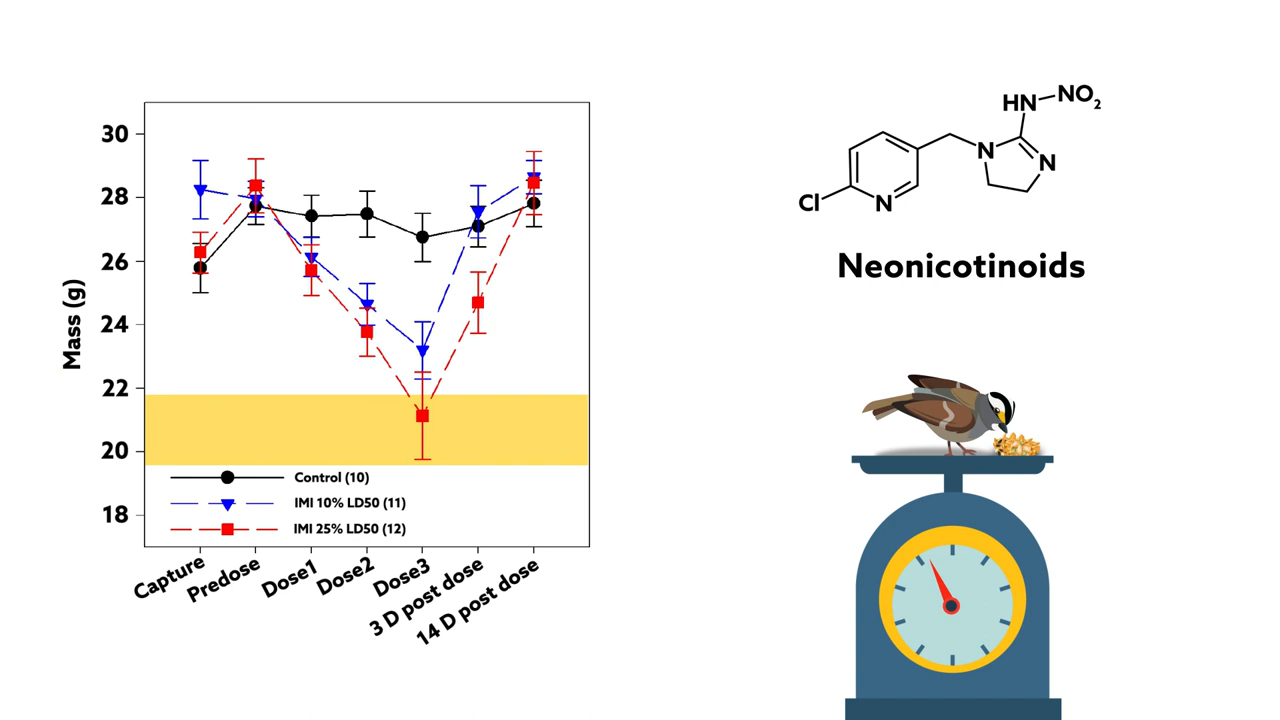 30
28
26
24
22
20
18
Mass (g)
Control (10)
IMI 10% LD50 (11)
IMI 25% LD50 (12)
Capture
Predose
Dose1
Dose2
Dose3
3 D post dose
14 D post dose
HN
NO2
N
N
Cl
N
Neonicotinoids